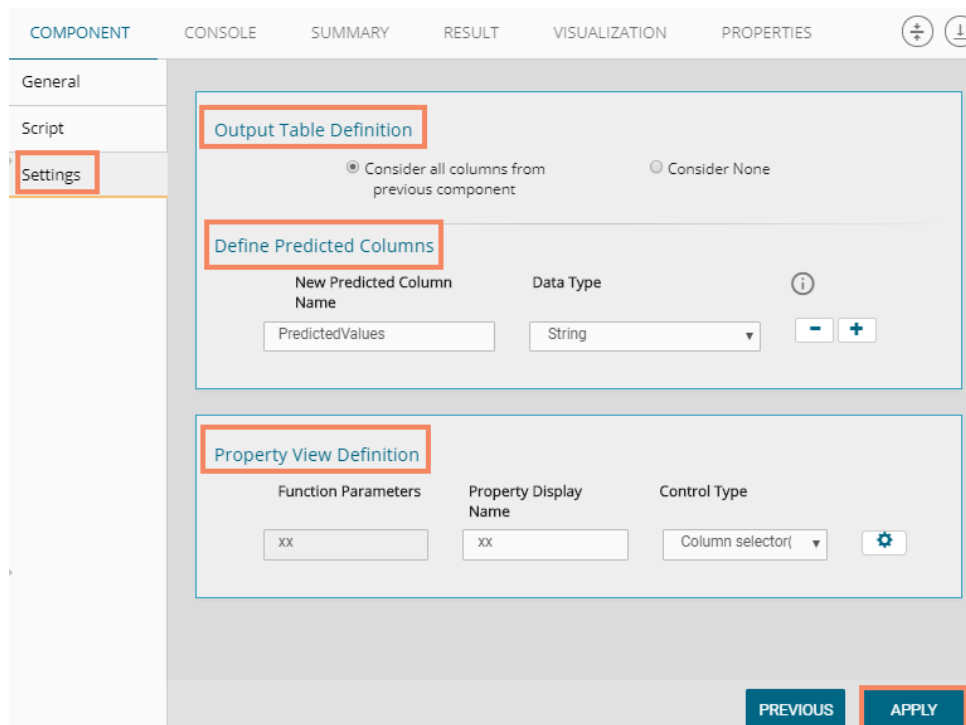 COMPONENT CONSOLE SUMMARY RESULT VISUALIZATION PROPERTIES
General
Script
Settings
Output Table Definition
Consider all columns from
previous component
Consider None
Define Predicted Columns
New Predicted Column
Name
Data Type
PredictedValues
String
Property View Definition
Function Parameters
Property Display
Name
Control Type
xx
xx
Column selector(
PREVIOUS
APPLY